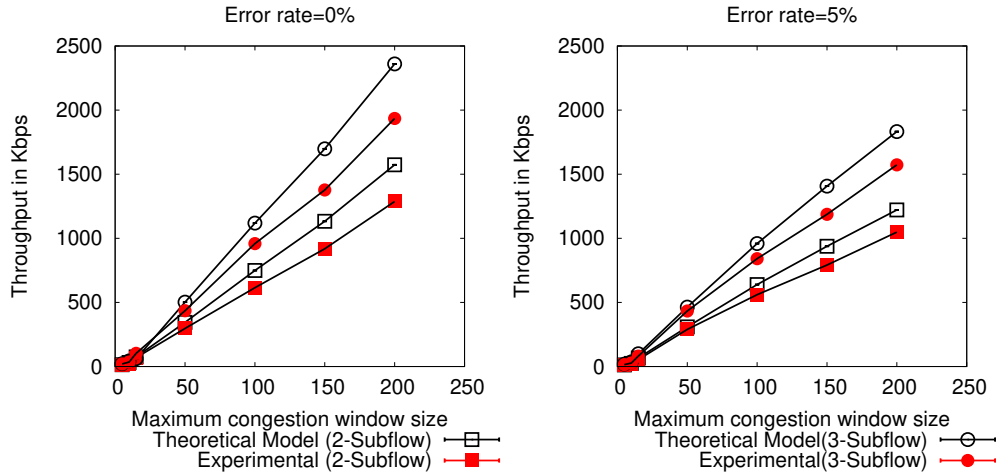 Error rate=0%
Throughput in Kbps
2500
2000
1500
1000
500
0
0 50 100 150 200 250
Maximum congestion window size
Error rate=5%
Throughput in Kbps
2500
2000
1500
1000
500
0
0 50 100 150 200 250
Maximum congestion window size
Theoretical Model (2-Subflow)
Experimental (2-Subflow)
Theoretical Model(3-Subflow)
Experimental(3-Subflow)